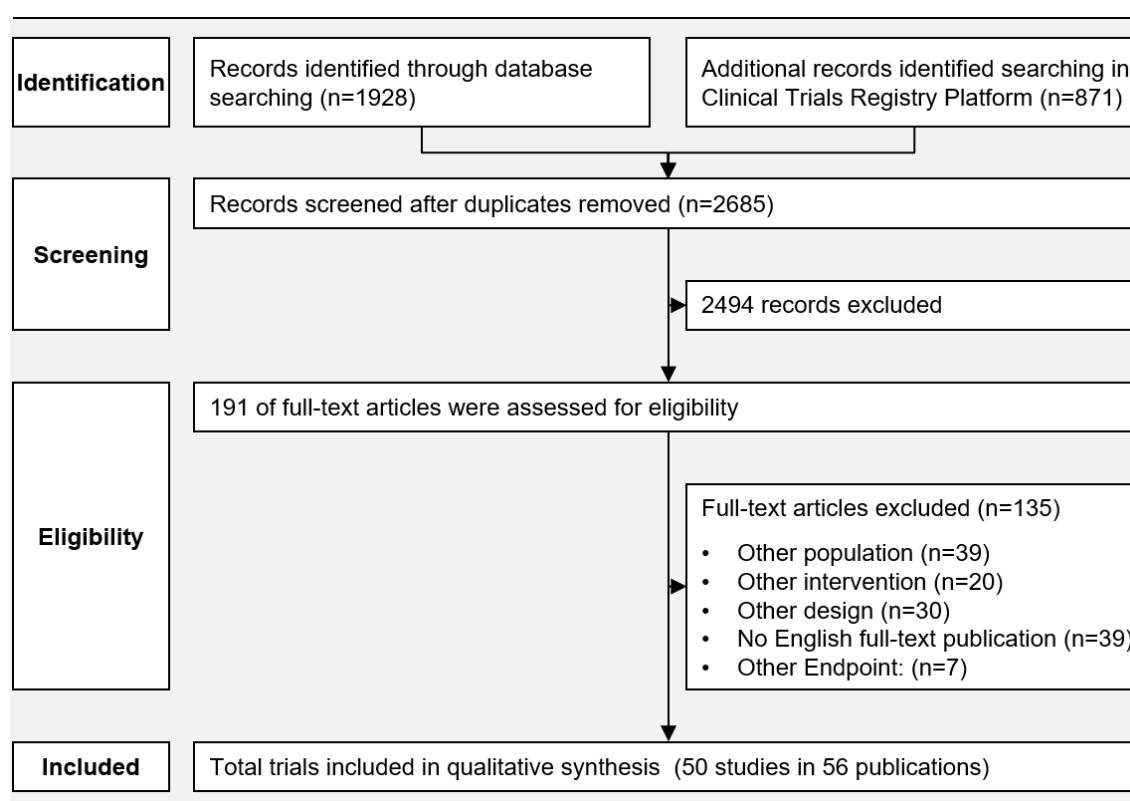 Identification
Records identified through database
searching (n=1928)
Additional records identified searching in
Clinical Trials Registry Platform (n=871)
Screening
Records screened after duplicates removed (n=2685)
2494 records excluded
Eligibility
191 of full-text articles were assessed for eligibility
Full-text articles excluded (n=135)
• Other population (n=39)
• Other intervention (n=20)
• Other design (n=30)
• No English full-text publication (n=39)
• Other Endpoint: (n=7)
Included
Total trials included in qualitative synthesis (50 studies in 56 publications)